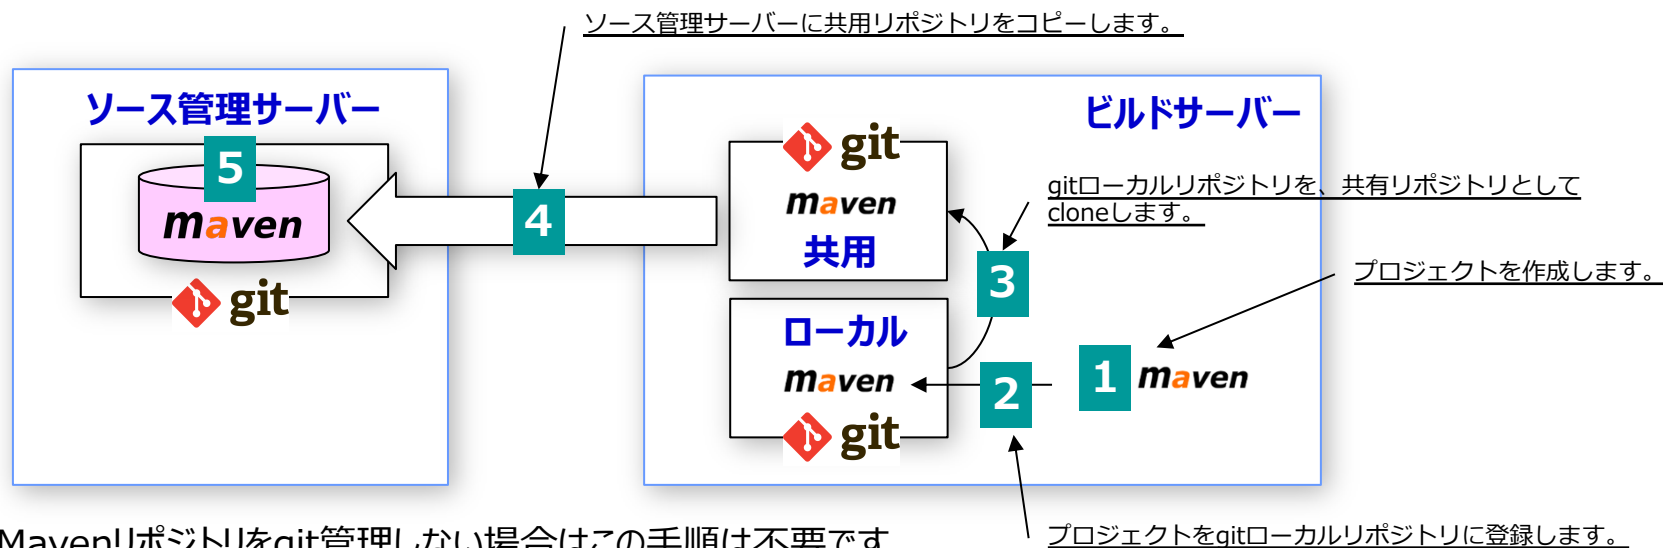 ソース管理サーバーに共用リポジトリをコピーします。
ソース管理サーバー
ビルドサーバー
5
maven
git
4
git
maven
共用
gitローカルリポジトリを、共有リポジトリとして
cloneします。
3
プロジェクトを作成します。
ローカル
maven
git
2
1
maven
プロジェクトをgitローカルリポジトリに登録します。
Mavenリポジトリをgit管理しない場合はこの手順は不要です